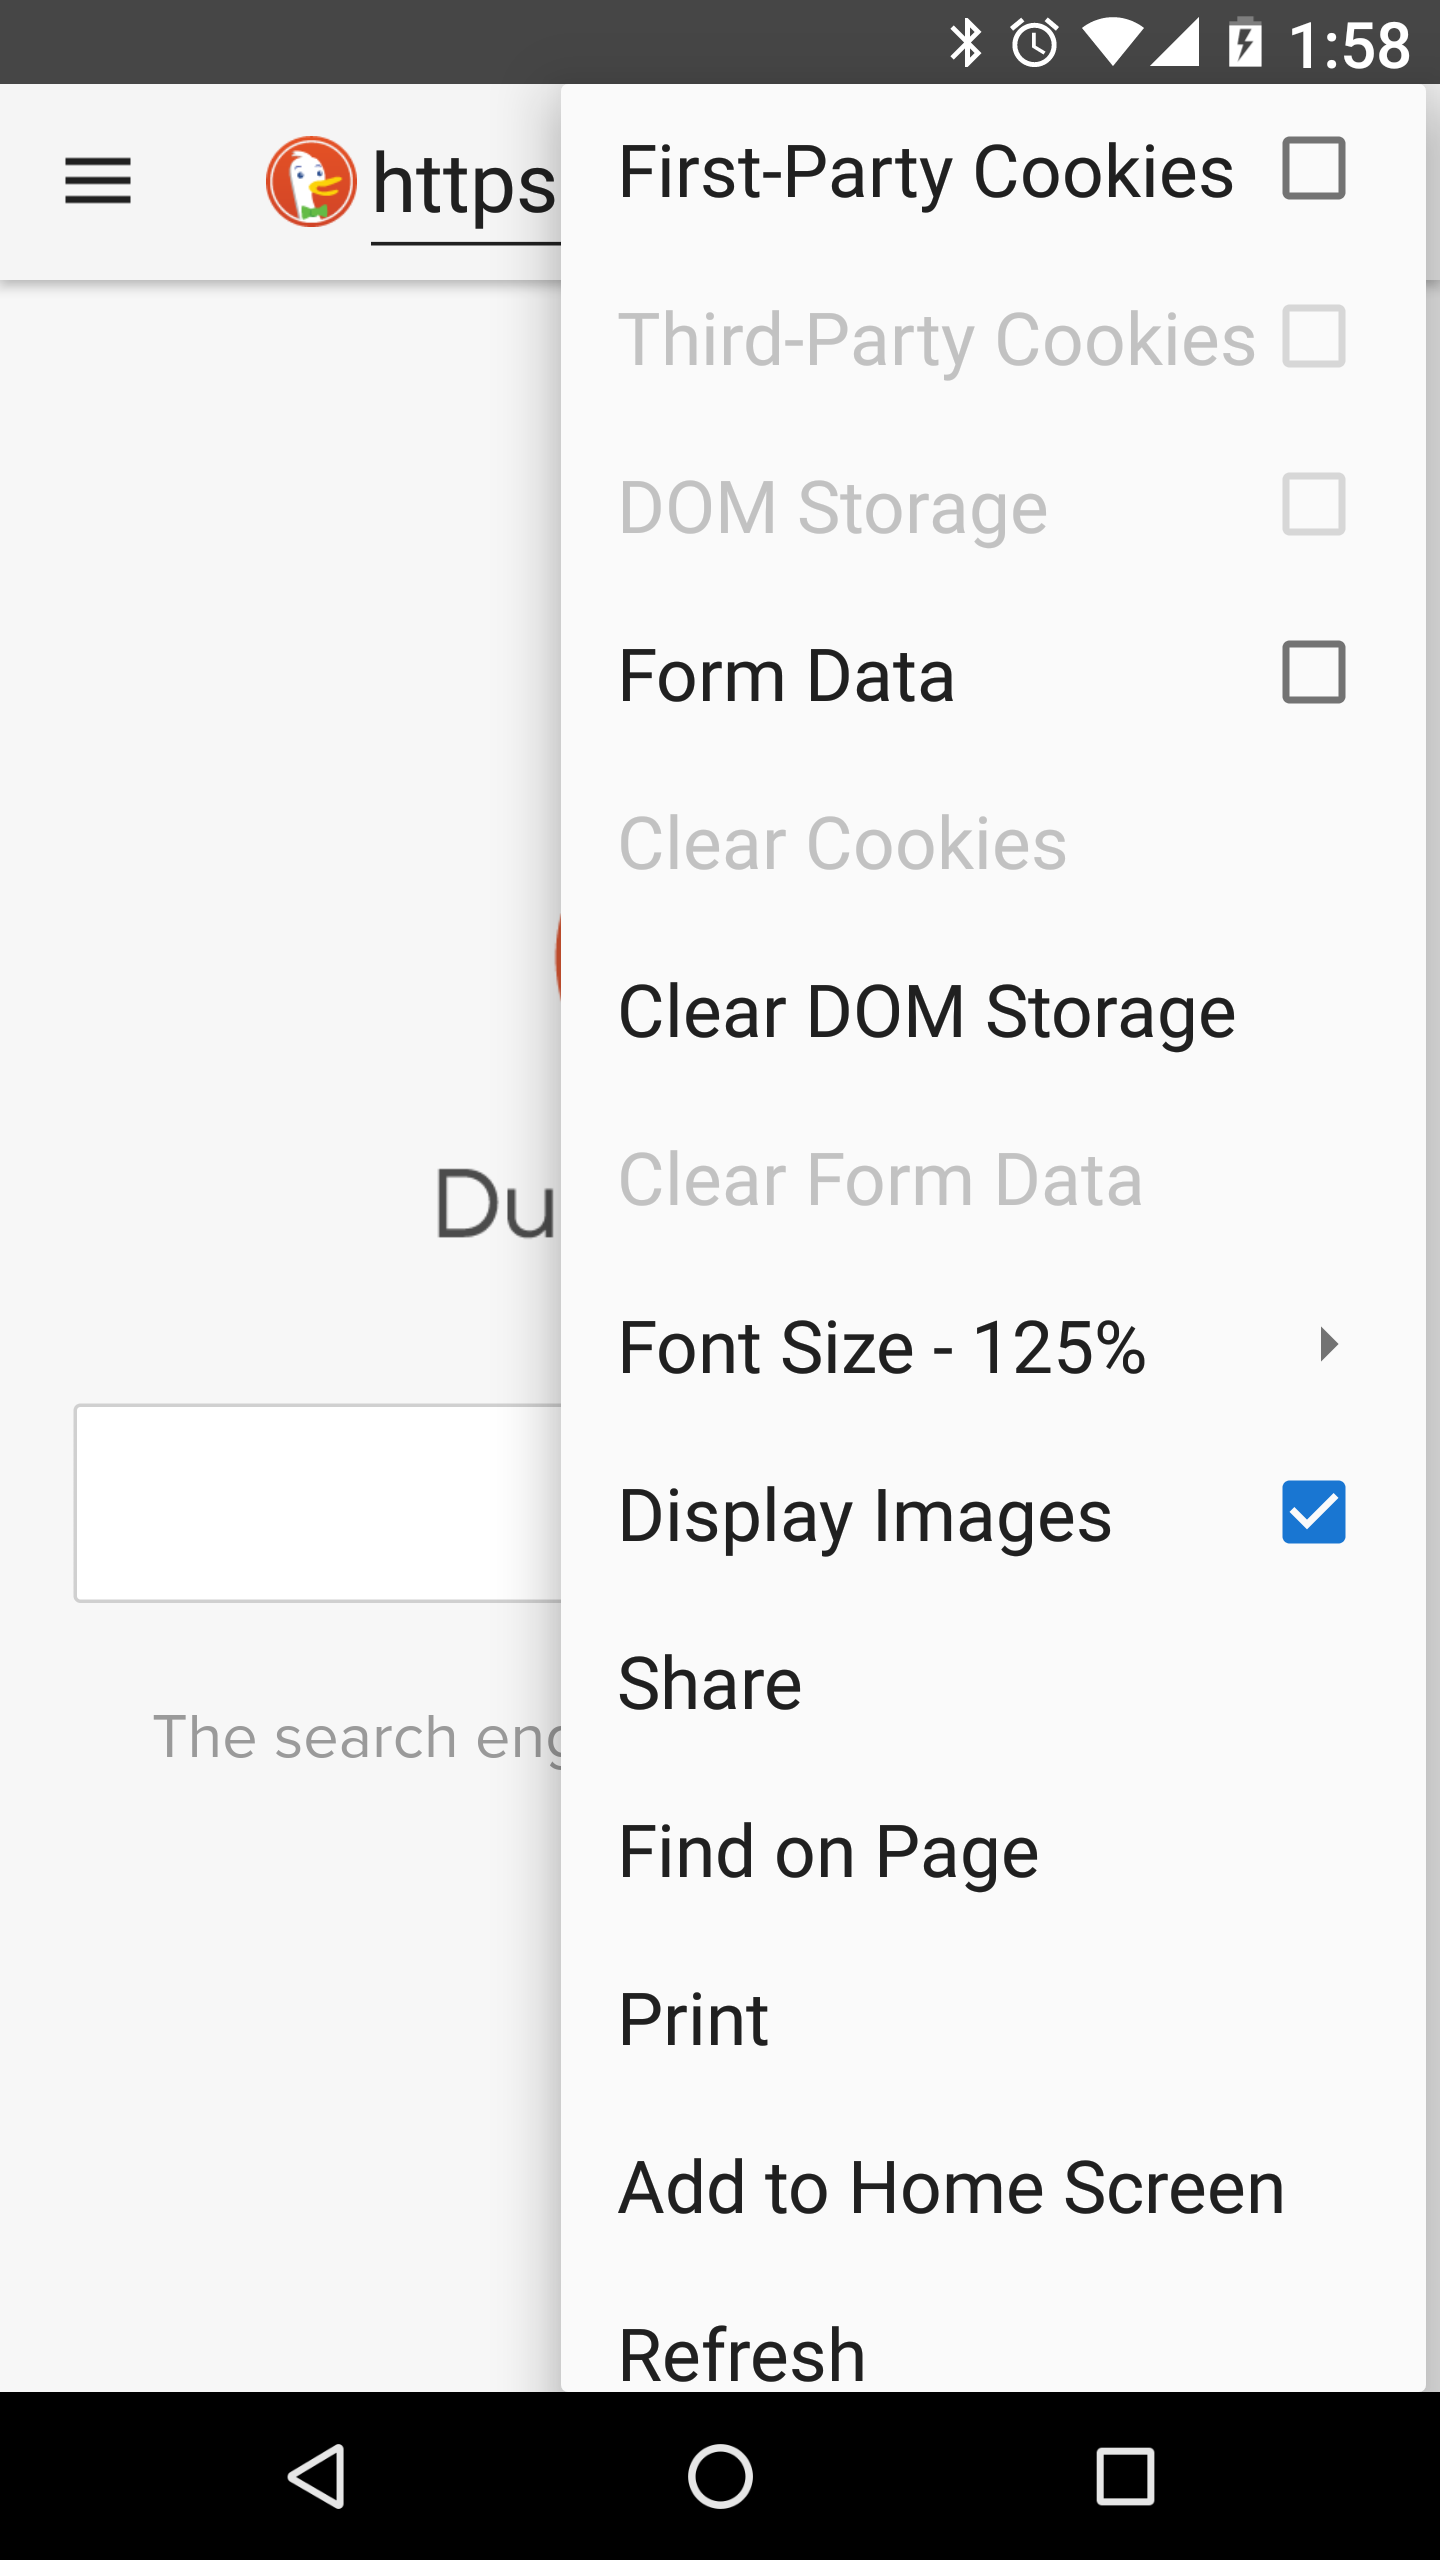 1:58
https
First-Party Cookies
Third-Party Cookies
DOM Storage
Form Data
Clear Cookies
Clear DOM Storage
Du
Clear Form Data
Font Size - 125%
Display Images
Share
The search eng
Find on Page
Print
Add to Home Screen
Refresh